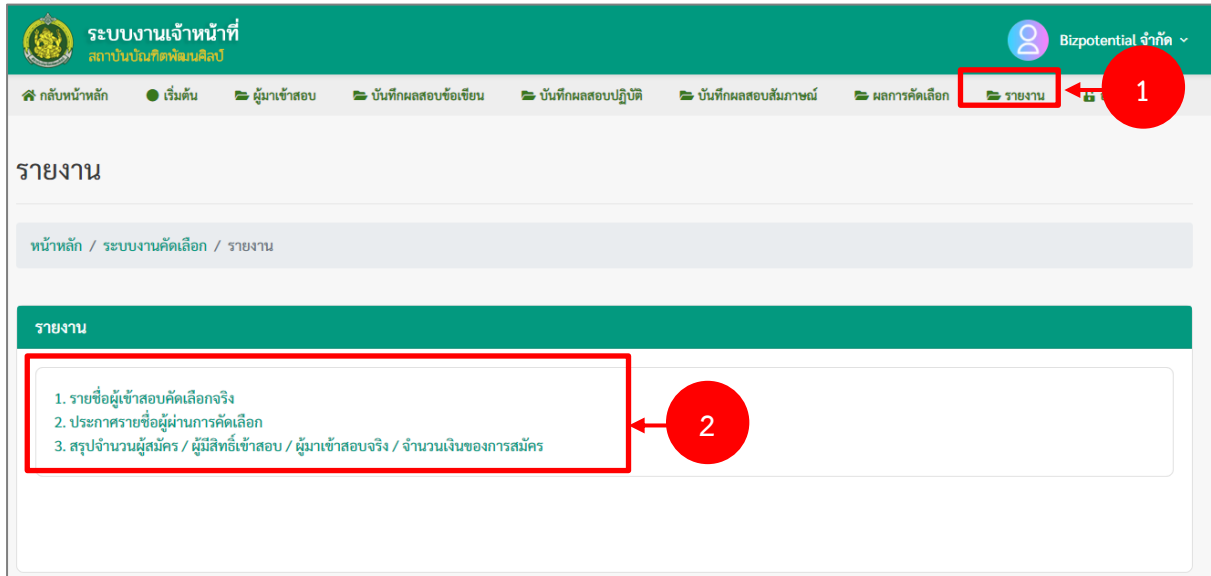 ระบบงานเจ้าหน้าที่
สถาบันบัณฑิตพัฒนศิลป์
Bizpotential จำกัด
กลับหน้าหลัก เริ่มต้น ผู้มาเข้าสอบ บันทึกผลสอบข้อเขียน บันทึกผลสอบปฏิบัติ บันทึกผลสอบสัมภาษณ์ ผลการคัดเลือก รายงาน
1
รายงาน
หน้าหลัก / ระบบงานคัดเลือก / รายงาน
รายงาน
1. รายชื่อผู้เข้าสอบคัดเลือกจริง
2. ประกาศรายชื่อผู้ผ่านการคัดเลือก
3. สรุปจำนวนผู้สมัคร / ผู้มีสิทธิ์เข้าสอบ / ผู้มาเข้าสอบจริง / จำนวนเงินของการสมัคร
2